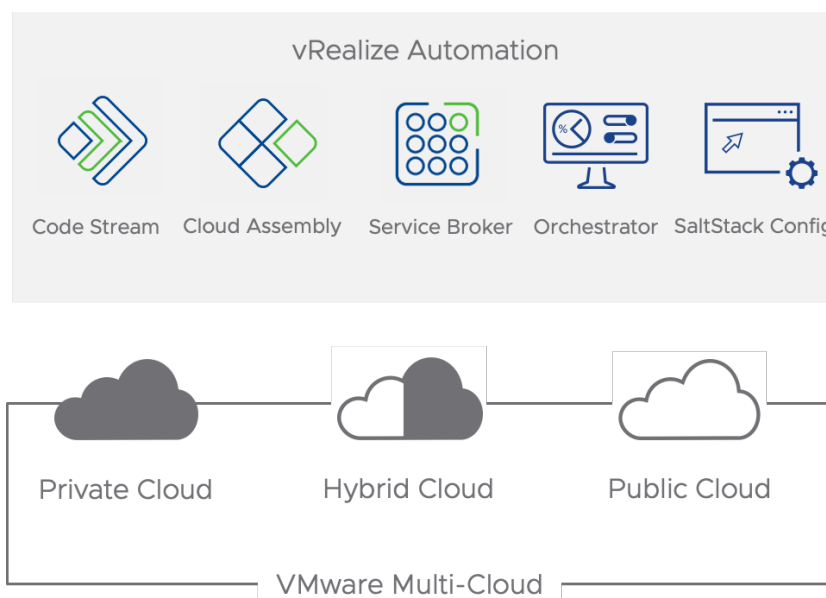 vRealize Automation
%
Code Stream Cloud Assembly Service Broker Orchestrator SaltStack Config
Private Cloud Hybrid Cloud Public Cloud
VMware Multi-Cloud